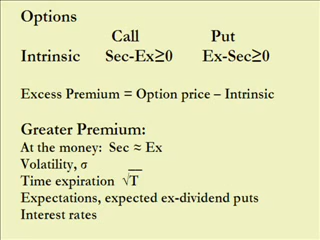 Options
Call Put
Intrinsic Sec-Ex≥0 Ex-Sec≥0
Excess Premium = Option price – Intrinsic
Greater Premium:
At the money: Sec ≈ Ex
Volatility, σ
Time expiration √T
Expectations, expected ex-dividend puts
Interest rates